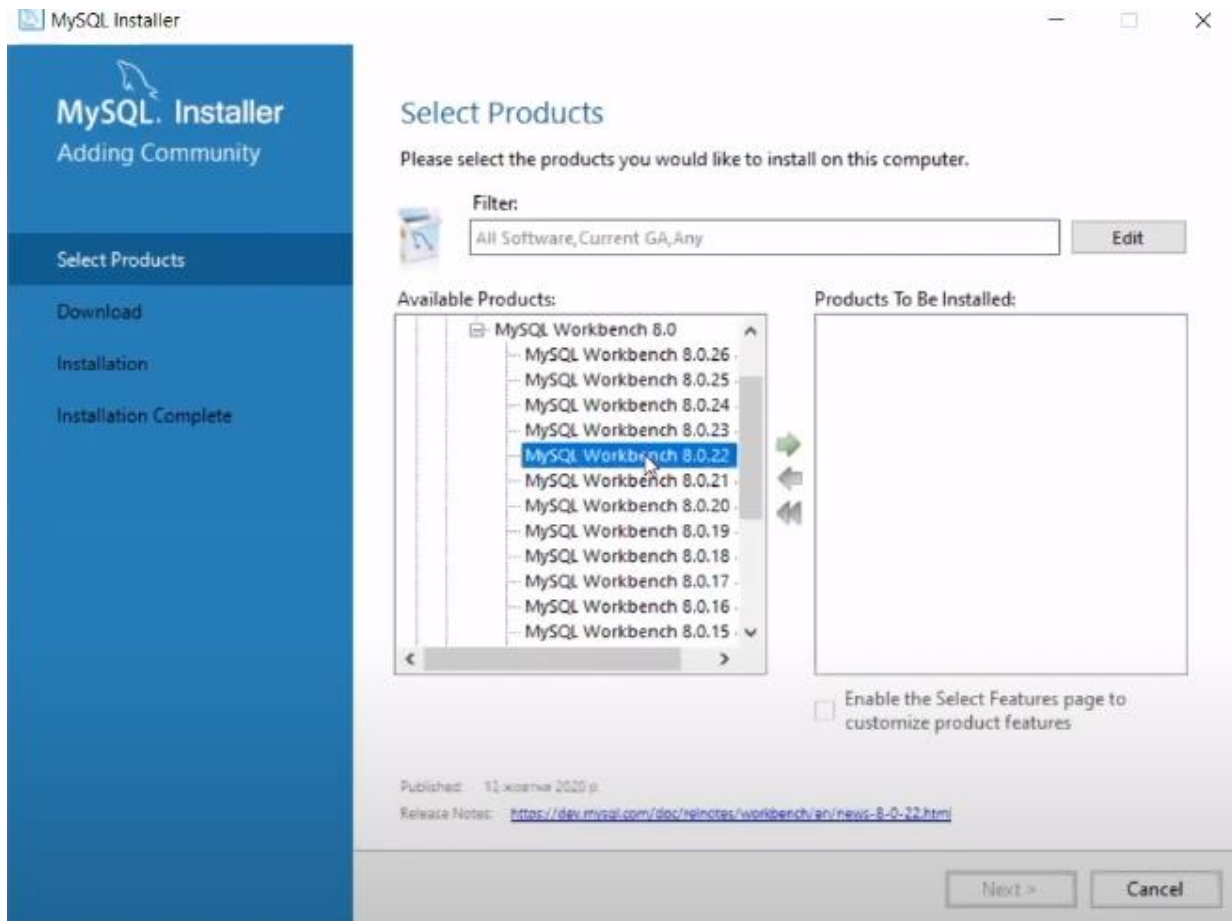 MySQL Installer
MySQL. Installer
Adding Community
Select Products
Download
Installation
Installation Complete
Select Products
Please select the products you would like to install on this computer.
Filter:
All Software,Current GA,Any
Edit
Available Products:
MySQL Workbench 8.0
MySQL Workbench 8.0.26
MySQL Workbench 8.0.25
MySQL Workbench 8.0.24
MySQL Workbench 8.0.23
MySQL Workbench 8.0.22
MySQL Workbench 8.0.21
MySQL Workbench 8.0.20
MySQL Workbench 8.0.19
MySQL Workbench 8.0.18
MySQL Workbench 8.0.17
MySQL Workbench 8.0.16
MySQL Workbench 8.0.15
Products To Be Installed:
Enable the Select Features page to
customize product features
Published: жовтня 2020 р.
Release Notes: https://dev.mysql.com/doc/relnotes/workbench/en/news-8-0-22.html
Next >
Cancel